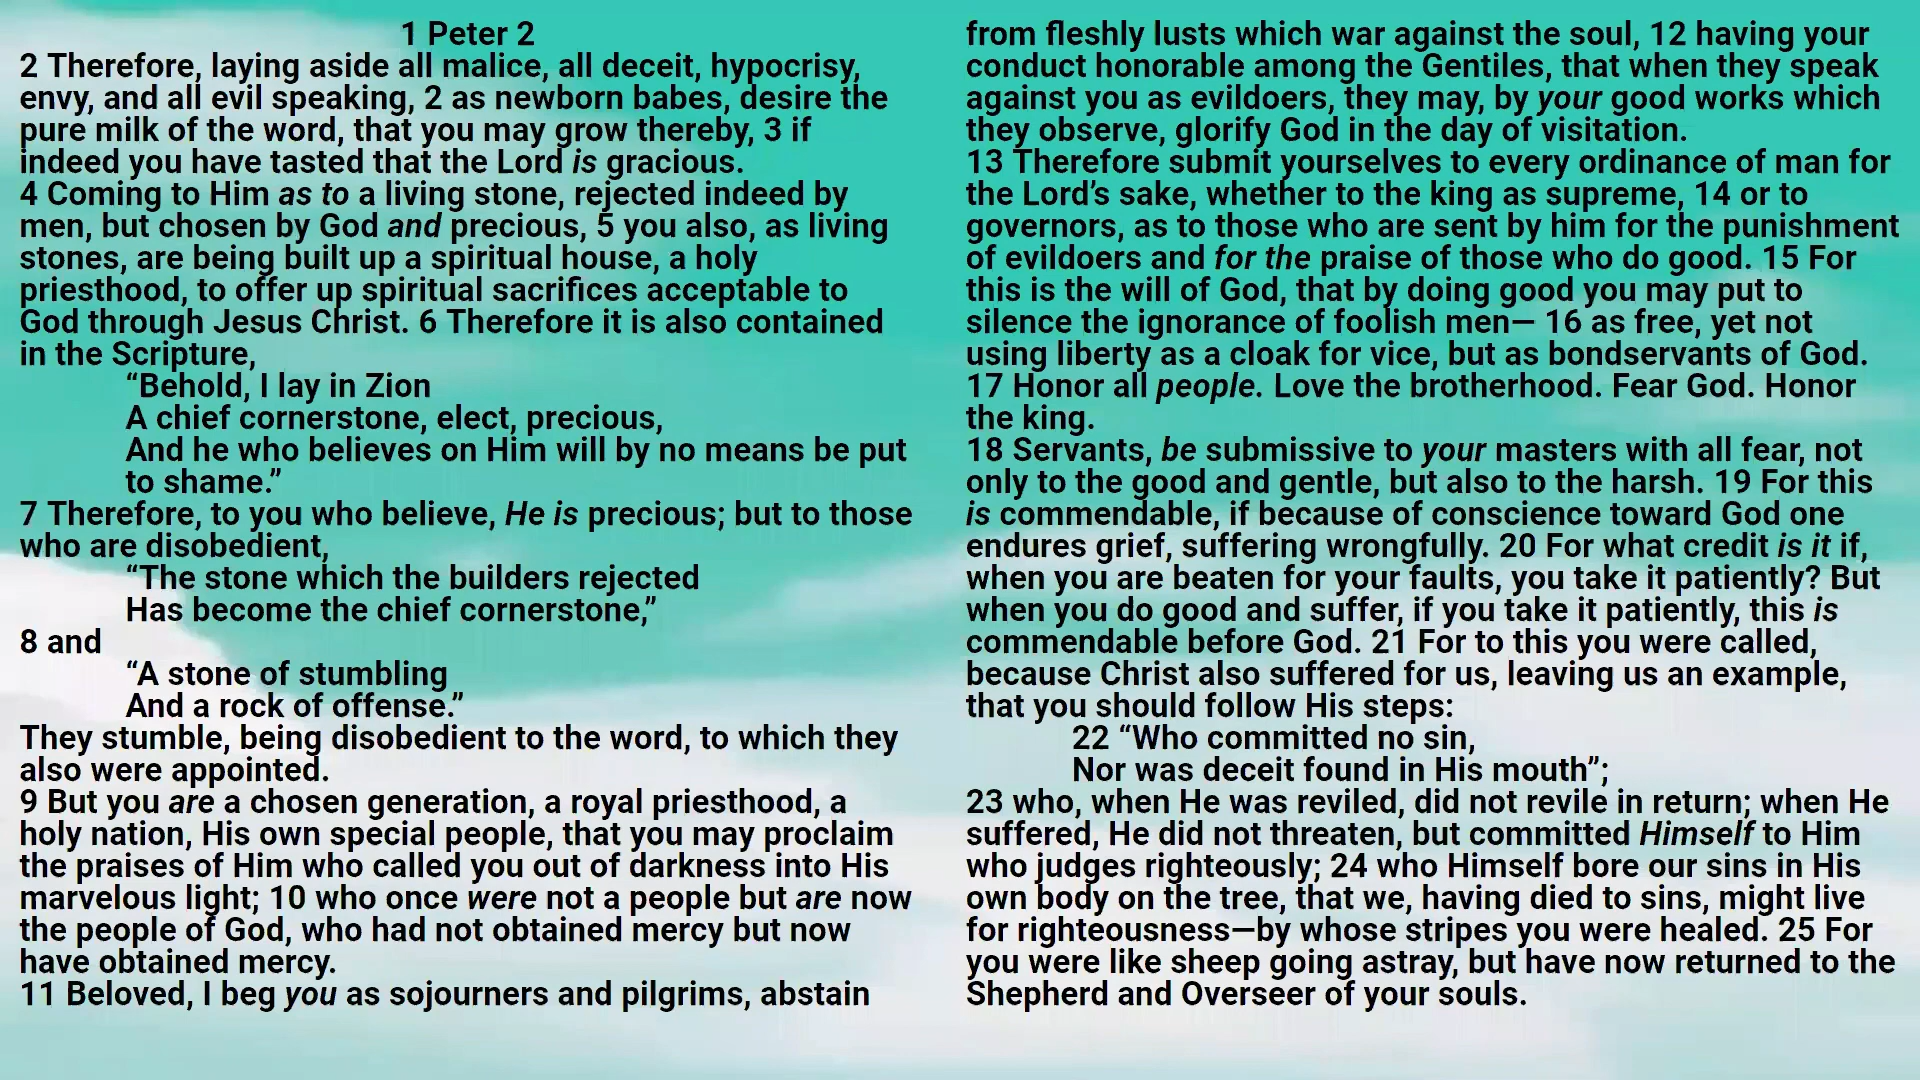 1 Peter 2
2 Therefore, laying aside all malice, all deceit, hypocrisy,
envy, and all evil speaking, 2 as newborn babes, desire the
pure milk of the word, that you may grow thereby, 3 if
indeed you have tasted that the Lord is gracious.
4 Coming to Him as to a living stone, rejected indeed by
men, but chosen by God and precious, 5 you also, as living
stones, are being built up a spiritual house, a holy
priesthood, to offer up spiritual sacrifices acceptable to
God through Jesus Christ. 6 Therefore it is also contained
in the Scripture,
“Behold, I lay in Zion
A chief cornerstone, elect, precious,
And he who believes on Him will by no means be put
to shame.”
7 Therefore, to you who believe, He is precious; but to those
who are disobedient,
“The stone which the builders rejected
Has become the chief cornerstone,”
8 and
“A stone of stumbling
And a rock of offense.”
They stumble, being disobedient to the word, to which they
also were appointed.
9 But you are a chosen generation, a royal priesthood, a
holy nation, His own special people, that you may proclaim
the praises of Him who called you out of darkness into His
marvelous light; 10 who once were not a people but are now
the people of God, who had not obtained mercy but now
have obtained mercy.
11 Beloved, I beg you as sojourners and pilgrims, abstain
from fleshly lusts which war against the soul, 12 having your
conduct honorable among the Gentiles, that when they speak
against you as evildoers, they may, by your good works which
they observe, glorify God in the day of visitation.
13 Therefore submit yourselves to every ordinance of man for
the Lord’s sake, whether to the king as supreme, 14 or to
governors, as to those who are sent by him for the punishment
of evildoers and for the praise of those who do good. 15 For
this is the will of God, that by doing good you may put to
silence the ignorance of foolish men— 16 as free, yet not
using liberty as a cloak for vice, but as bondservants of God.
17 Honor all people. Love the brotherhood. Fear God. Honor
the king.
18 Servants, be submissive to your masters with all fear, not
only to the good and gentle, but also to the harsh. 19 For this
is commendable, if because of conscience toward God one
endures grief, suffering wrongfully. 20 For what credit is it if,
when you are beaten for your faults, you take it patiently? But
when you do good and suffer, if you take it patiently, this is
commendable before God. 21 For to this you were called,
because Christ also suffered for us, leaving us an example,
that you should follow His steps:
22 “Who committed no sin,
Nor was deceit found in His mouth”;
23 who, when He was reviled, did not revile in return; when He
suffered, He did not threaten, but committed Himself to Him
who judges righteously; 24 who Himself bore our sins in His
own body on the tree, that we, having died to sins, might live
for righteousness—by whose stripes you were healed. 25 For
you were like sheep going astray, but have now returned to the
Shepherd and Overseer of your souls.